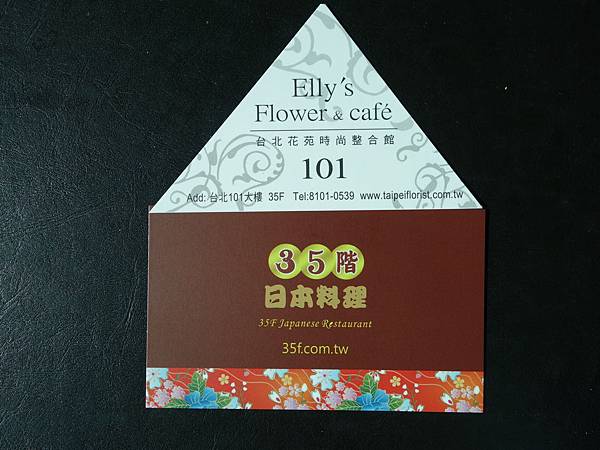 Elly's
Flower & café
台北花苑時尚整合館
101
Add: 台北101大樓 35F Tel:8101-0539 www.taipeiflorist.com.tw
35階
日本料理
35F Japanese Restaurant
35f.com.tw